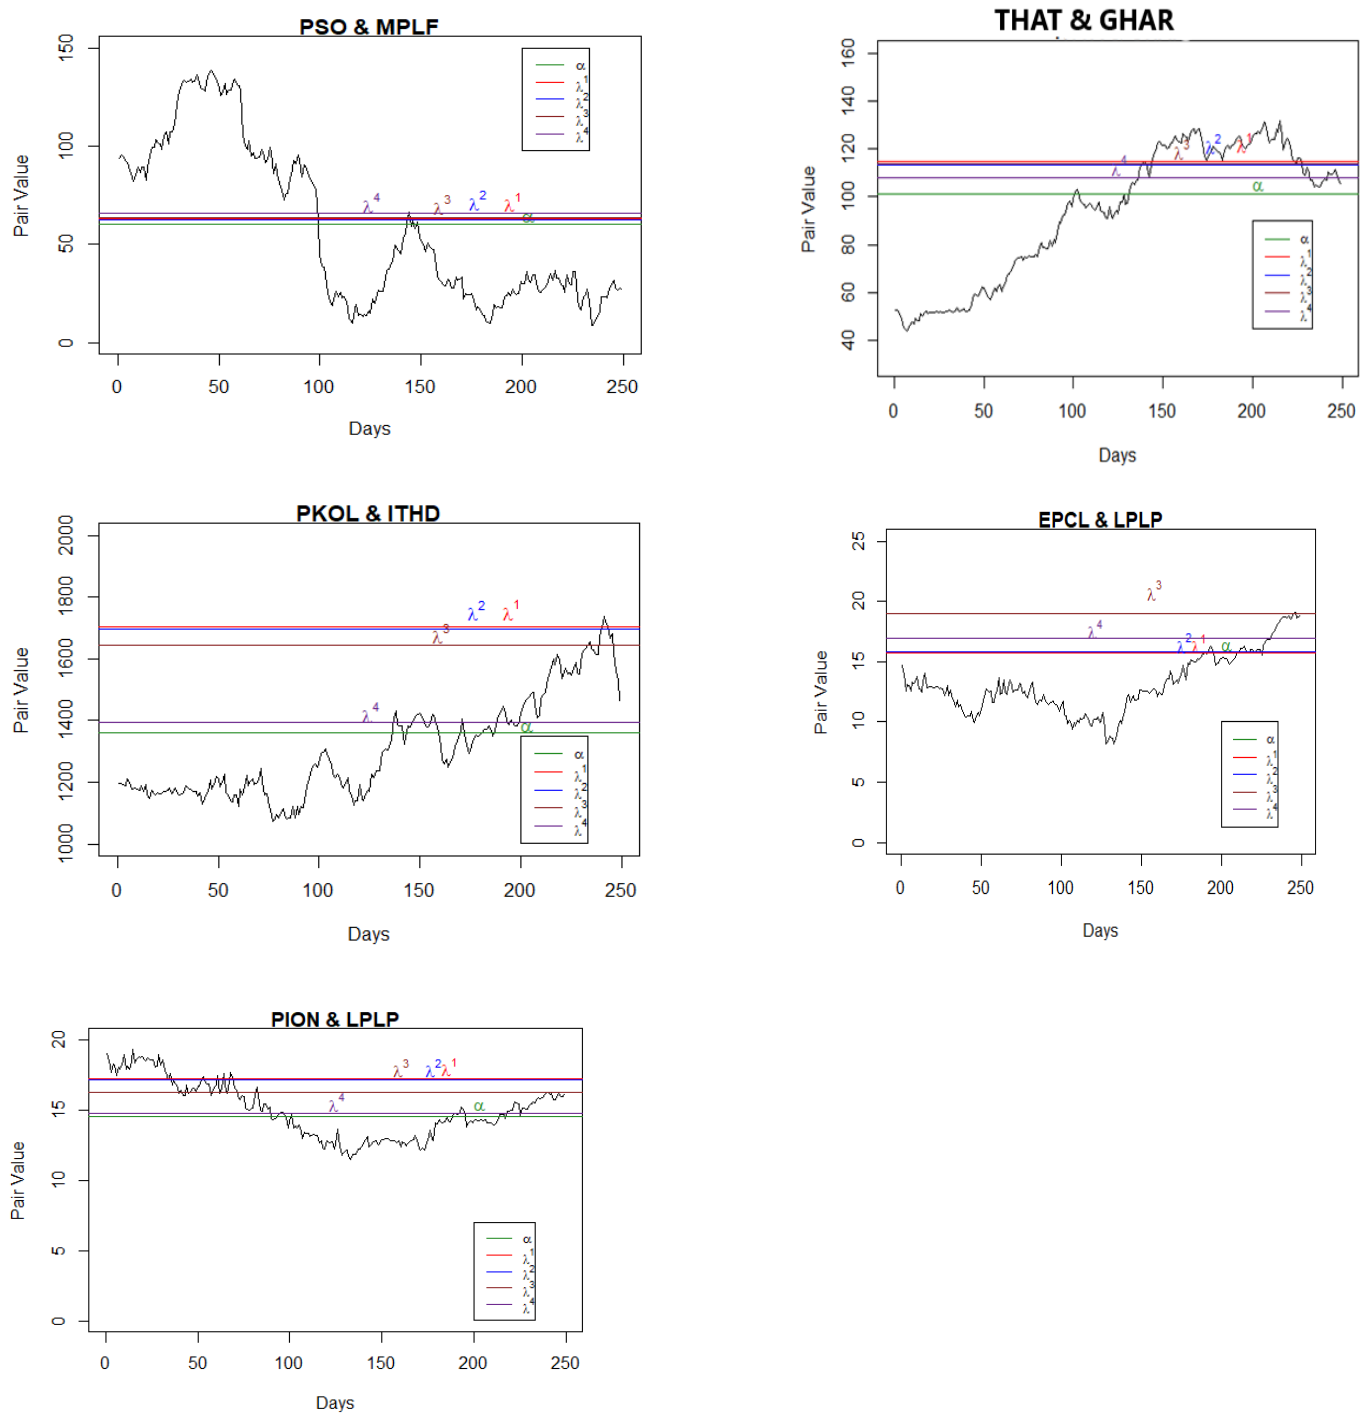 PSO & MPLF
Pair Value
150
100
50
0
α
λ1
λ2
λ3
λ4
λ4
λ3
λ2
λ1
α
0 50 100 150 200 250
Days
THAT & GHAR
Pair Value
160
140
120
100
80
60
40
λ4
λ3
λ2
λ1
α
α
λ1
λ2
λ3
λ4
0 50 100 150 200 250
Days
PKOL & ITHD
Pair Value
2000
1800
1600
1400
1200
1000
λ2
λ1
λ3
λ4
α
α
λ1
λ2
λ3
λ4
0 50 100 150 200 250
Days
EPCL & LPLP
Pair Value
25
20
15
10
5
0
λ3
λ4
λ2
λ1
α
α
λ1
λ2
λ3
λ4
0 50 100 150 200 250
Days
PION & LPLP
Pair Value
20
15
10
5
0
λ3
λ2
λ1
λ4
α
α
λ1
λ2
λ3
λ4
0 50 100 150 200 250
Days